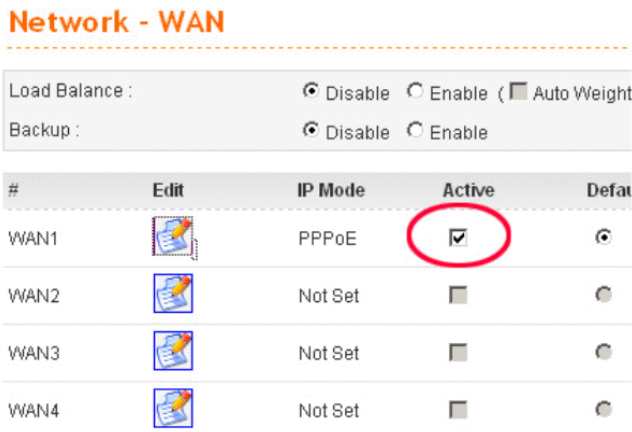 Network - WAN
Load Balance : Disable Enable ( Auto Weight
Backup : Disable Enable
# Edit IP Mode Active Defau
WAN1 PPPoE
WAN2 Not Set
WAN3 Not Set
WAN4 Not Set